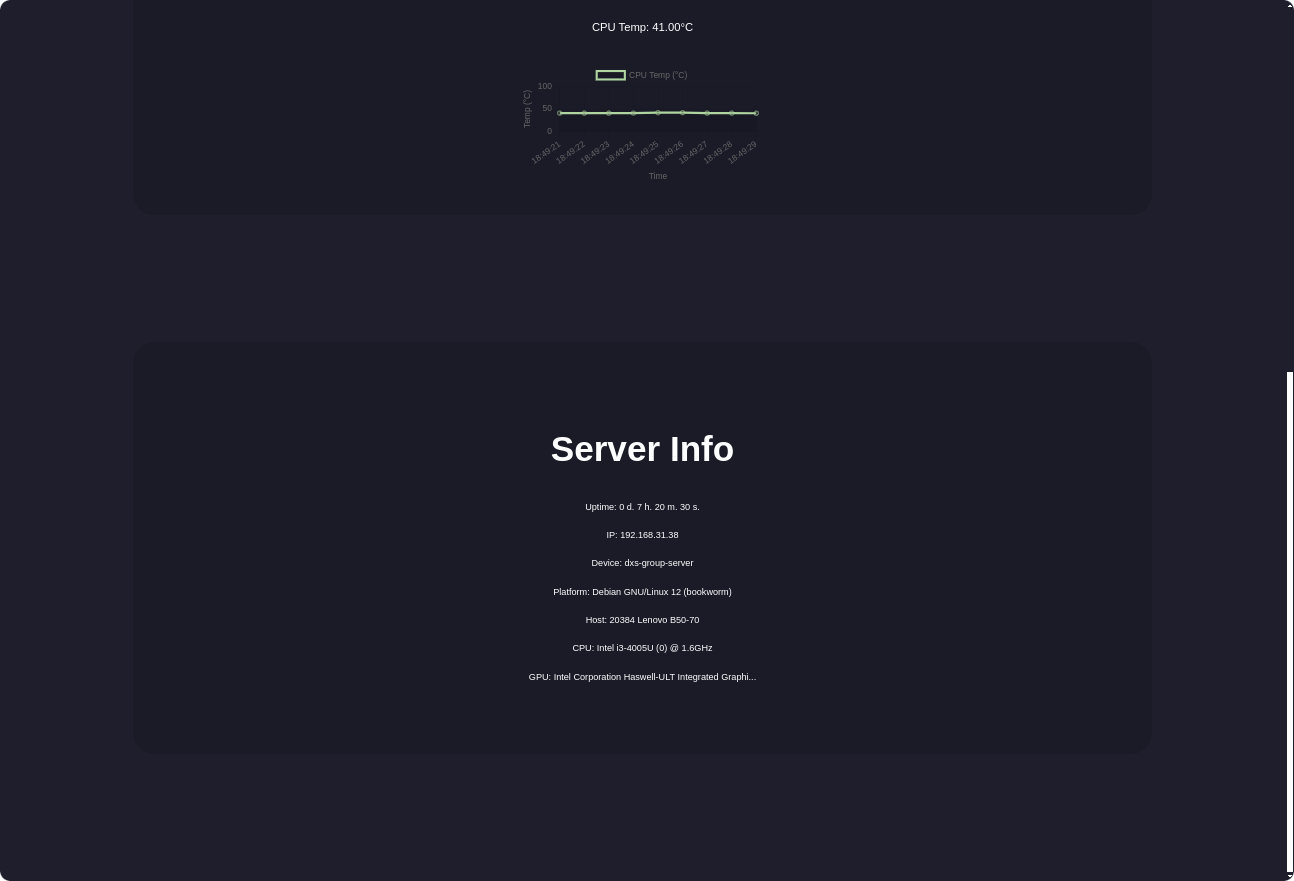 CPU Temp: 41.00°C
CPU Temp (°C)
Temp (°C)
100
50
0
18:49:21
18:49:22
18:49:23
18:49:24
18:49:25
18:49:26
18:49:27
18:49:28
18:49:29
Time
Server Info
Uptime: 0 d. 7 h. 20 m. 30 s.
IP: 192.168.31.38
Device: dxs-group-server
Platform: Debian GNU/Linux 12 (bookworm)
Host: 20384 Lenovo B50-70
CPU: Intel i3-4005U (0) @ 1.6GHz
GPU: Intel Corporation Haswell-ULT Integrated Graphi...